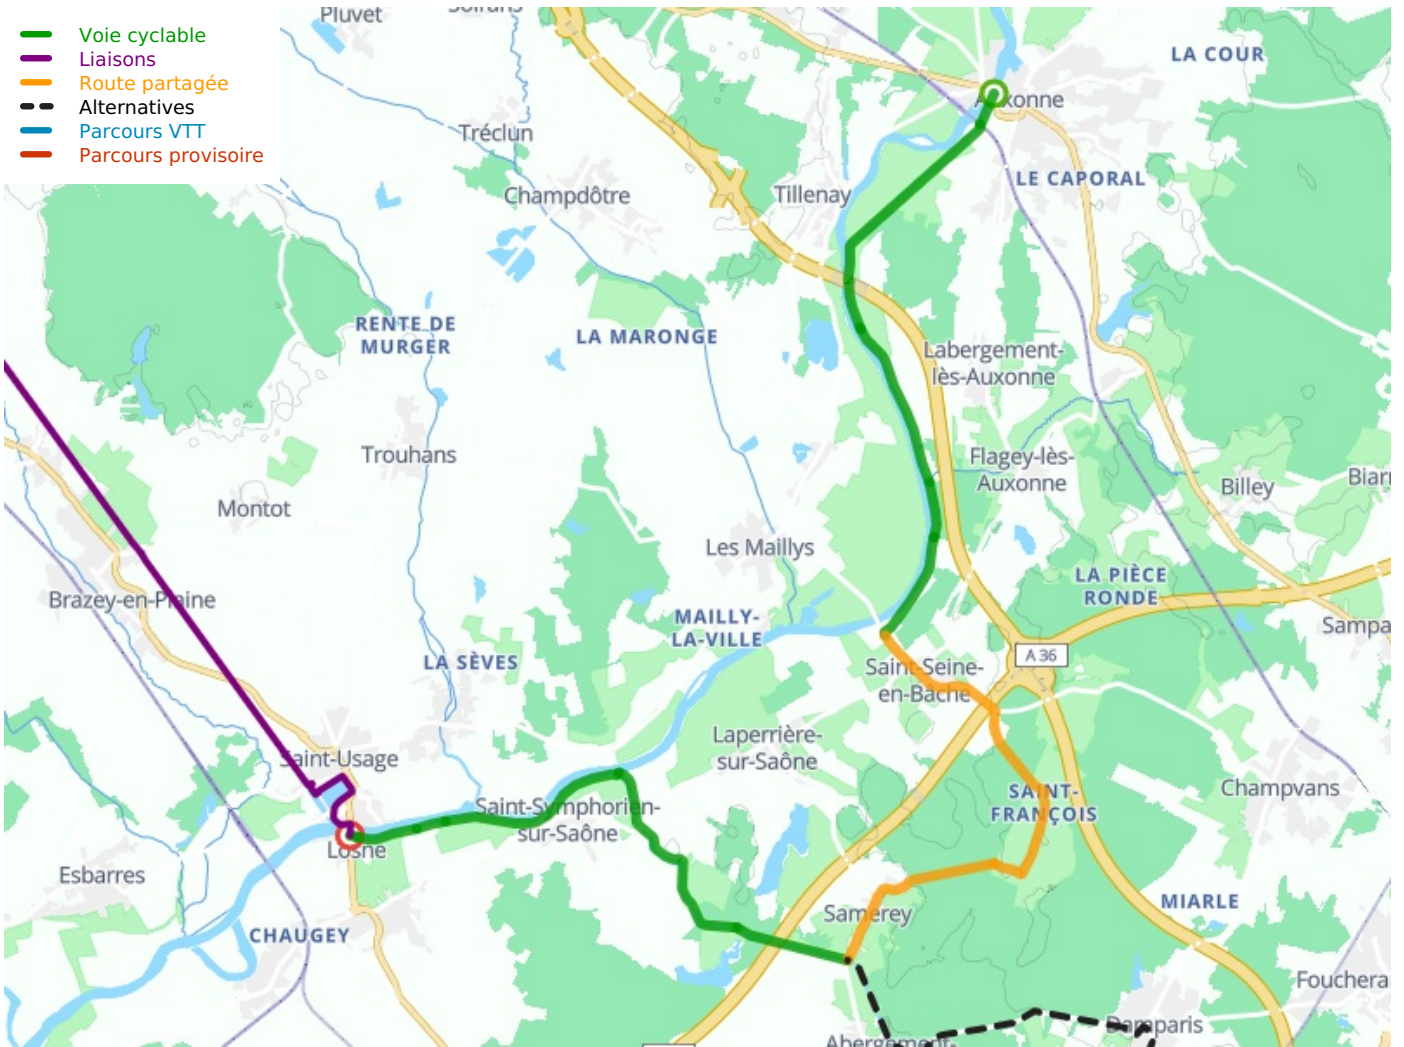 Voie cyclable
Liaisons
Route partagée
Alternatives
Parcours VTT
Parcours provisoire
Pluvet
LA COUR
Auxonne
Tréclun
LE CAPORAL
Champdôtre
Tillenay
RENTE DE
MURGER
LA MARONGE
Labergement-
lès-Auxonne
Trouhans
Flagey-lès-
Auxonne
Billey
Montot
Les Maillys
LA PIÈCE
RONDE
Brazey-en-Plaine
MAILLY-
LA-VILLE
A 36
LA SÈVES
Saint-Seine-
en-Bâche
Laperrière-
sur-Saône
Saint-Usage
Champvans
SAINT-
FRANÇOIS
Saint-Symphorien-
sur-Saône
Losne
Esbarres
Samerey
MIARLE
CHAUGEY
Damparis